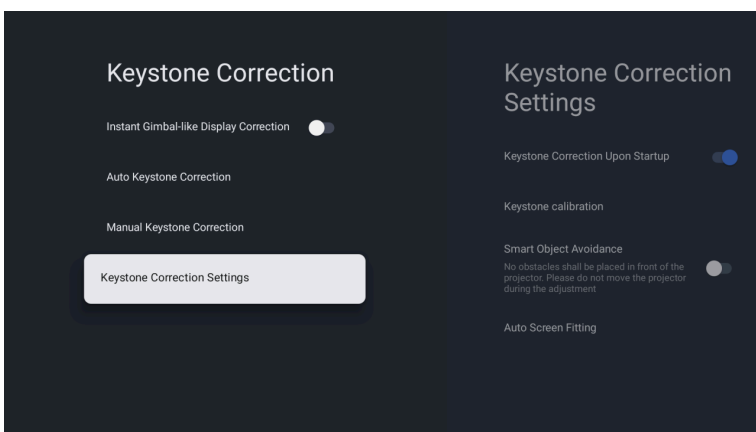 Keystone Correction
Instant Gimbal-like Display Correction
Auto Keystone Correction
Manual Keystone Correction
Keystone Correction Settings
Keystone Correction
Settings
Keystone Correction Upon Startup
Keystone calibration
Smart Object Avoidance
No obstacles shall be placed in front of the
projector. Please do not move the projector
during the adjustment
Auto Screen Fitting